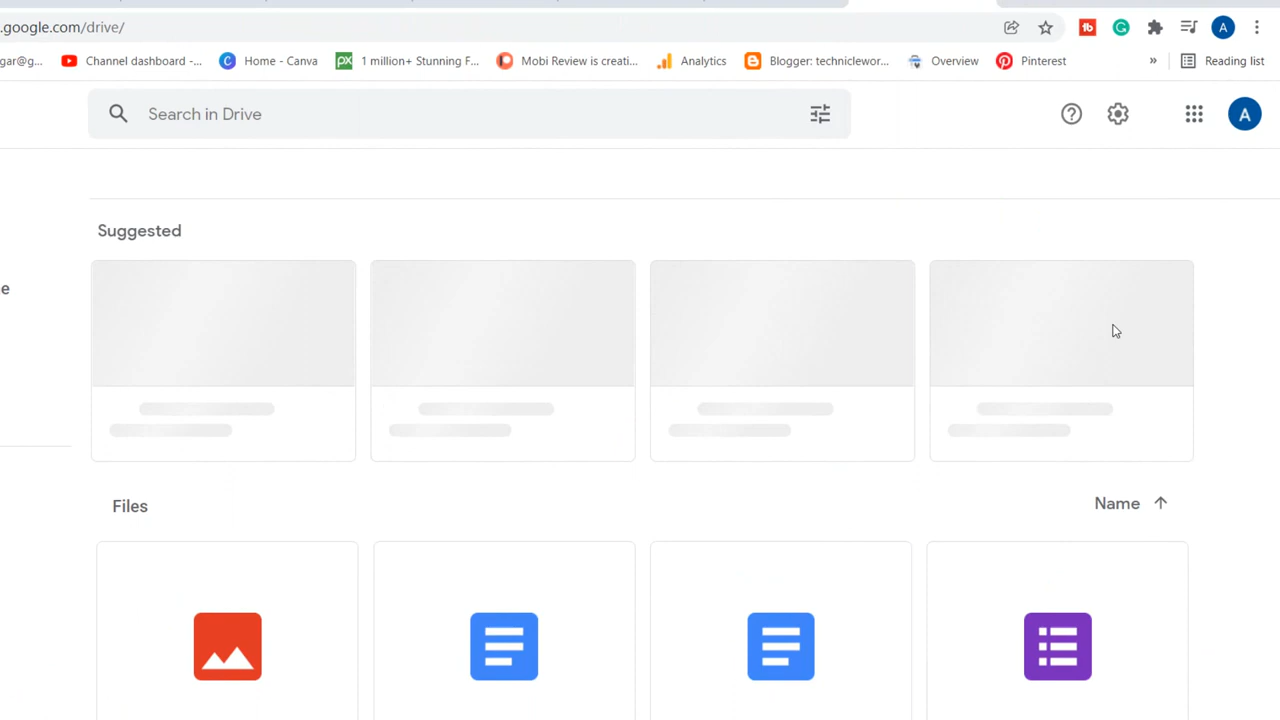 .google.com/drive/
A
gar@g...
Channel dashboard -...
Home - Canva
1 million+ Stunning F...
Mobi Review is creati...
Analytics
Blogger: techniclewor...
Overview
Pinterest
»
Reading list
Search in Drive
A
Suggested
e
Files
Name